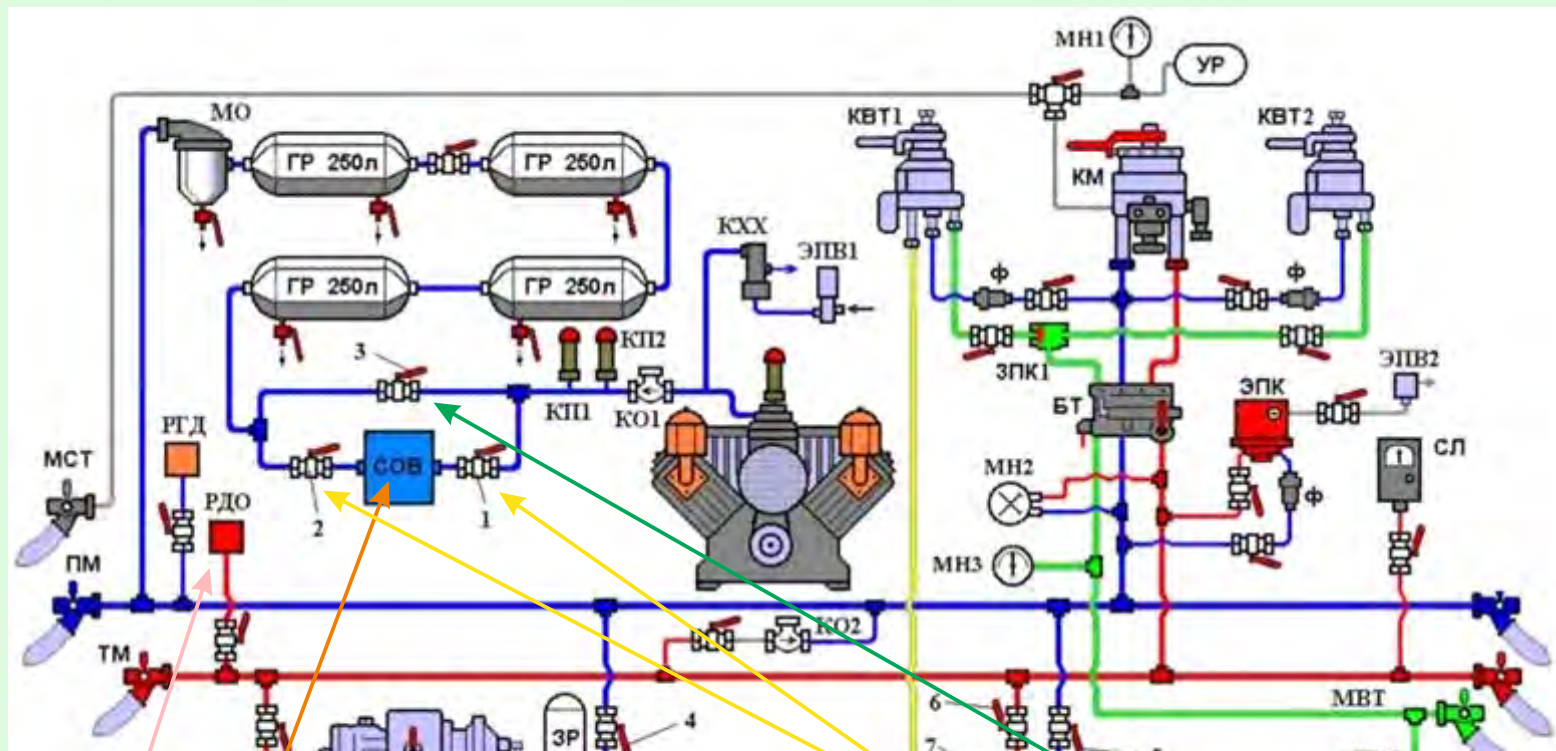 МН1
УР
МО
КВТ1
КВТ2
ГР 250л
ГР 250л
КМ
КХХ
ЭПВ1
ГР 250л
ГР 250л
Ф
Ф
КП2
3
ЗПК1
ЭПВ2
КП1
КО1
БТ
ЭПК
РГД
МСТ
СОВ
СЛ
МН2
Ф
РДО
2
1
ПМ
МН3
КО2
ТМ
6
МВТ
4
ЗР
7